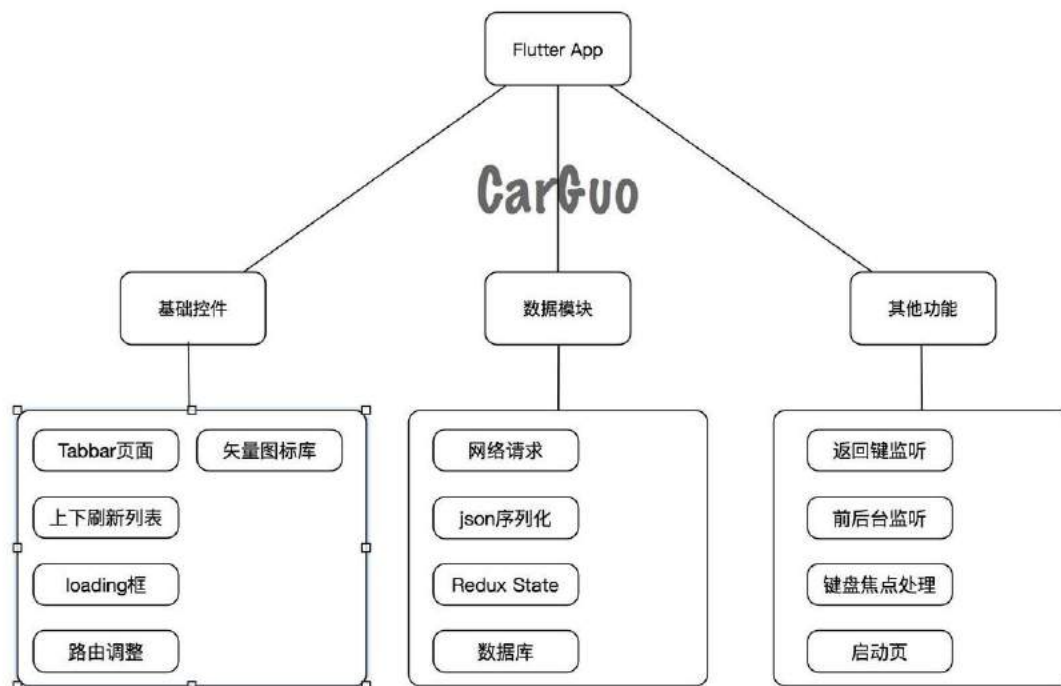 Flutter App
CarGuo
基础控件
数据模块
其他功能
Tabbar页面
矢量图标库
上下刷新列表
loading框
路由调整
网络请求
json序列化
Redux State
数据库
返回键监听
前后台监听
键盘焦点处理
启动页